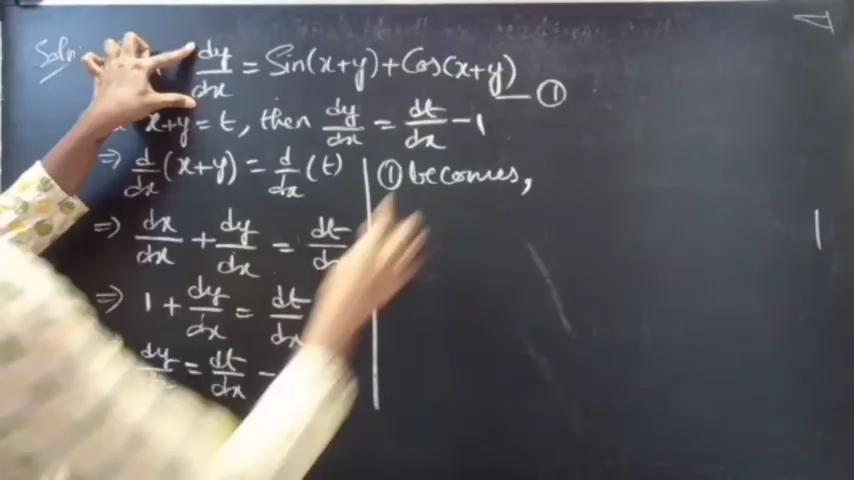 Soln:
dy/dx = Sin(x+y)+Cos(x+y) — ①
x+y = t, then dy/dx = dt/dx - 1
⇒ d/dx (x+y) = d/dx (t)
⇒ dx/dx + dy/dx = dt/
⇒ 1 + dy/dx = dt/dx
dy/ = dt/dx -
① becomes,